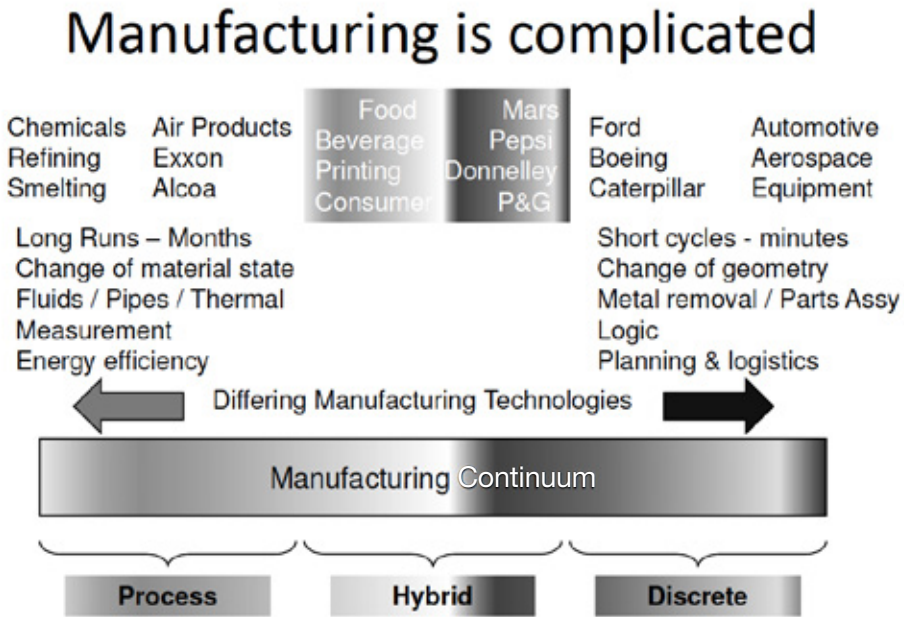 Manufacturing is complicated
Chemicals Air Products
Refining Exxon
Smelting Alcoa
Food Mars
Beverage Pepsi
Printing Donnelley
Consumer P&G
Ford Automotive
Boeing Aerospace
Caterpillar Equipment
Long Runs – Months
Change of material state
Fluids / Pipes / Thermal
Measurement
Energy efficiency
Short cycles - minutes
Change of geometry
Metal removal / Parts Assy
Logic
Planning & logistics
Differing Manufacturing Technologies
Manufacturing Continuum
Process Hybrid Discrete